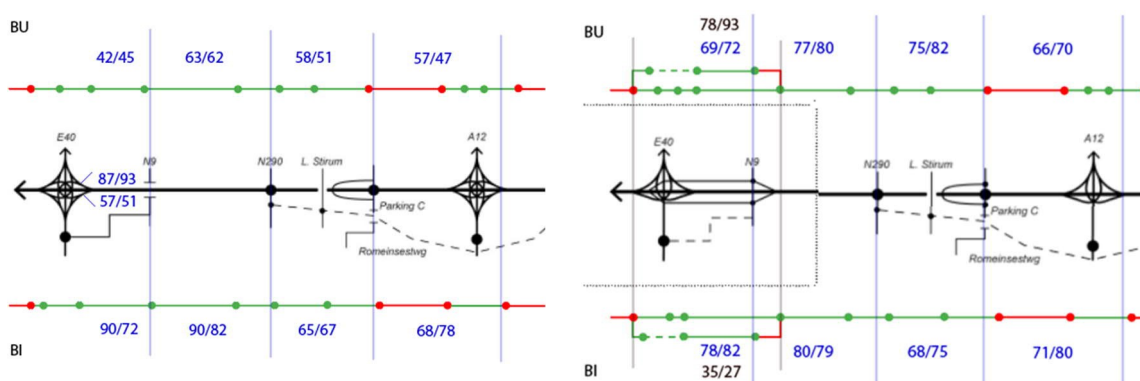 BU
42/45 63/62 58/51 57/47
E40 A12
N9 N290 L. Stirum
87/93
57/51
Parking C
Romeinsestwg
90/72 90/82 65/67 68/78
BI
78/93
BU
69/72 77/80 75/82 66/70
E40 A12
N9 N290 L. Stirum
Parking C
Romeinsestwg
78/82 80/79 68/75 71/80
BI
35/27